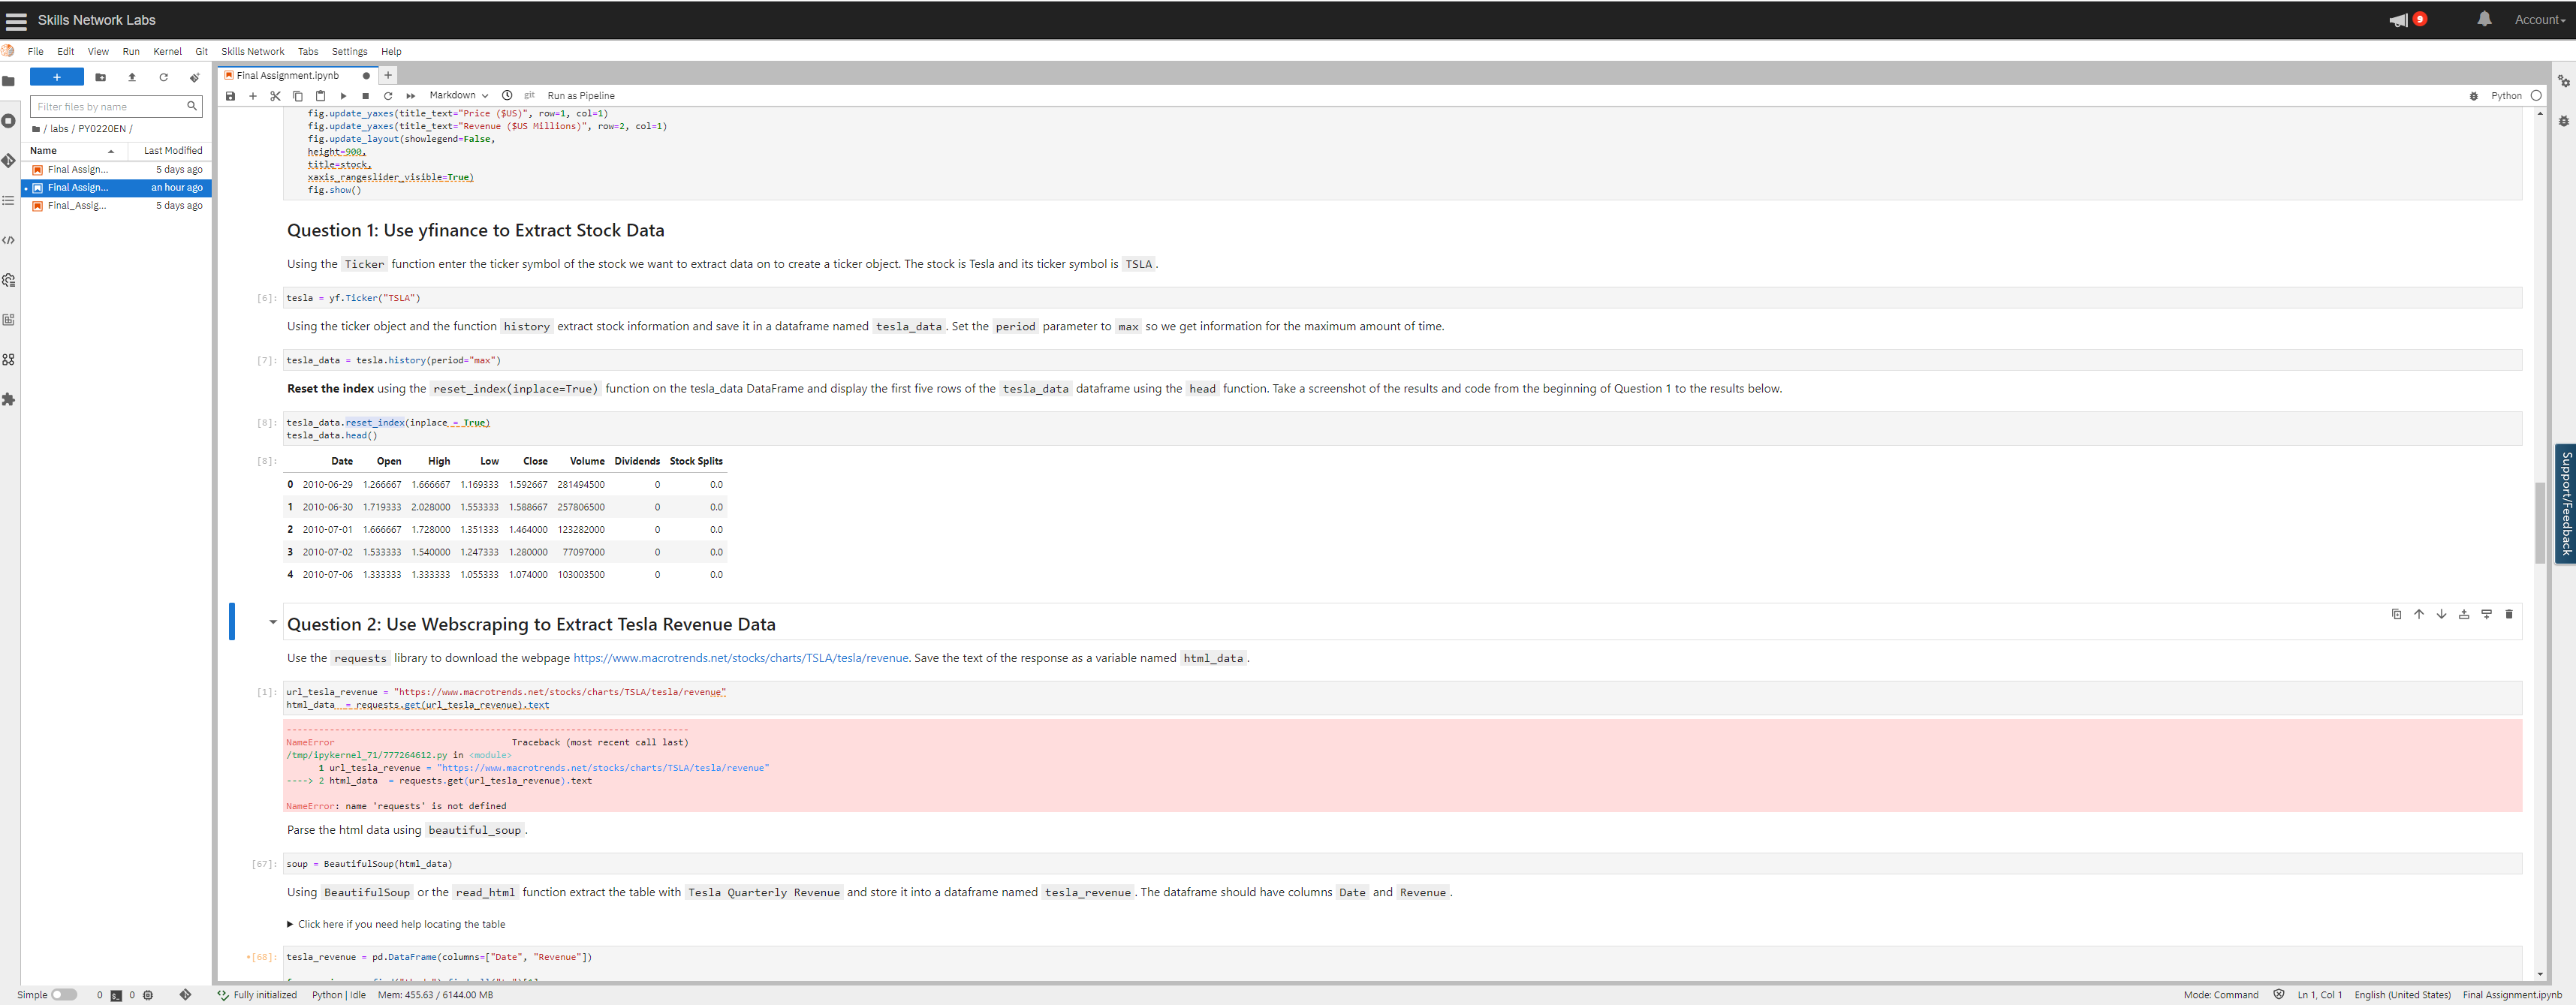 Skills Network Labs
9
Account
File Edit View Run Kernel Git Skills Network Tabs Settings Help
Final Assignment.ipynb
Markdown git Run as Pipeline
Python
Filter files by name
/ labs / PY0220EN /
Name Last Modified
Final Assign... 5 days ago
Final Assign... an hour ago
Final_Assig... 5 days ago
fig.update_yaxes(title_text="Price ($US)", row=1, col=1)
fig.update_yaxes(title_text="Revenue ($US Millions)", row=2, col=1)
fig.update_layout(showlegend=False,
height=900,
title=stock,
xaxis_rangeslider_visible=True)
fig.show()
Question 1: Use yfinance to Extract Stock Data
Using the Ticker function enter the ticker symbol of the stock we want to extract data on to create a ticker object. The stock is Tesla and its ticker symbol is TSLA.
[6]: tesla = yf.Ticker("TSLA")
Using the ticker object and the function history extract stock information and save it in a dataframe named tesla_data. Set the period parameter to max so we get information for the maximum amount of time.
[7]: tesla_data = tesla.history(period="max")
Reset the index using the reset_index(inplace=True) function on the tesla_data DataFrame and display the first five rows of the tesla_data dataframe using the head function. Take a screenshot of the results and code from the beginning of Question 1 to the results below.
[8]: tesla_data.reset_index(inplace = True)
tesla_data.head()
[8]: Date Open High Low Close Volume Dividends Stock Splits
0 2010-06-29 1.266667 1.666667 1.169333 1.592667 281494500 0 0.0
1 2010-06-30 1.719333 2.028000 1.553333 1.588667 257806500 0 0.0
2 2010-07-01 1.666667 1.728000 1.351333 1.464000 123282000 0 0.0
3 2010-07-02 1.533333 1.540000 1.247333 1.280000 77097000 0 0.0
4 2010-07-06 1.333333 1.333333 1.055333 1.074000 103003500 0 0.0
Question 2: Use Webscraping to Extract Tesla Revenue Data
Use the requests library to download the webpage https://www.macrotrends.net/stocks/charts/TSLA/tesla/revenue. Save the text of the response as a variable named html_data.
[1]: url_tesla_revenue = "https://www.macrotrends.net/stocks/charts/TSLA/tesla/revenue"
html_data  = requests.get(url_tesla_revenue).text
---------------------------------------------------------------------------
NameError Traceback (most recent call last)
/tmp/ipykernel_71/777264612.py in <module>
1 url_tesla_revenue = "https://www.macrotrends.net/stocks/charts/TSLA/tesla/revenue"
----> 2 html_data  = requests.get(url_tesla_revenue).text
NameError: name 'requests' is not defined
Parse the html data using beautiful_soup.
[67]: soup = BeautifulSoup(html_data)
Using BeautifulSoup or the read_html function extract the table with Tesla Quarterly Revenue and store it into a dataframe named tesla_revenue. The dataframe should have columns Date and Revenue.
Click here if you need help locating the table
[68]: tesla_revenue = pd.DataFrame(columns=["Date", "Revenue"])
Support/Feedback
Simple 0 0 Fully initialized Python | Idle Mem: 455.63 / 6144.00 MB Mode: Command Ln 1, Col 1 English (United States) Final Assignment.ipynb